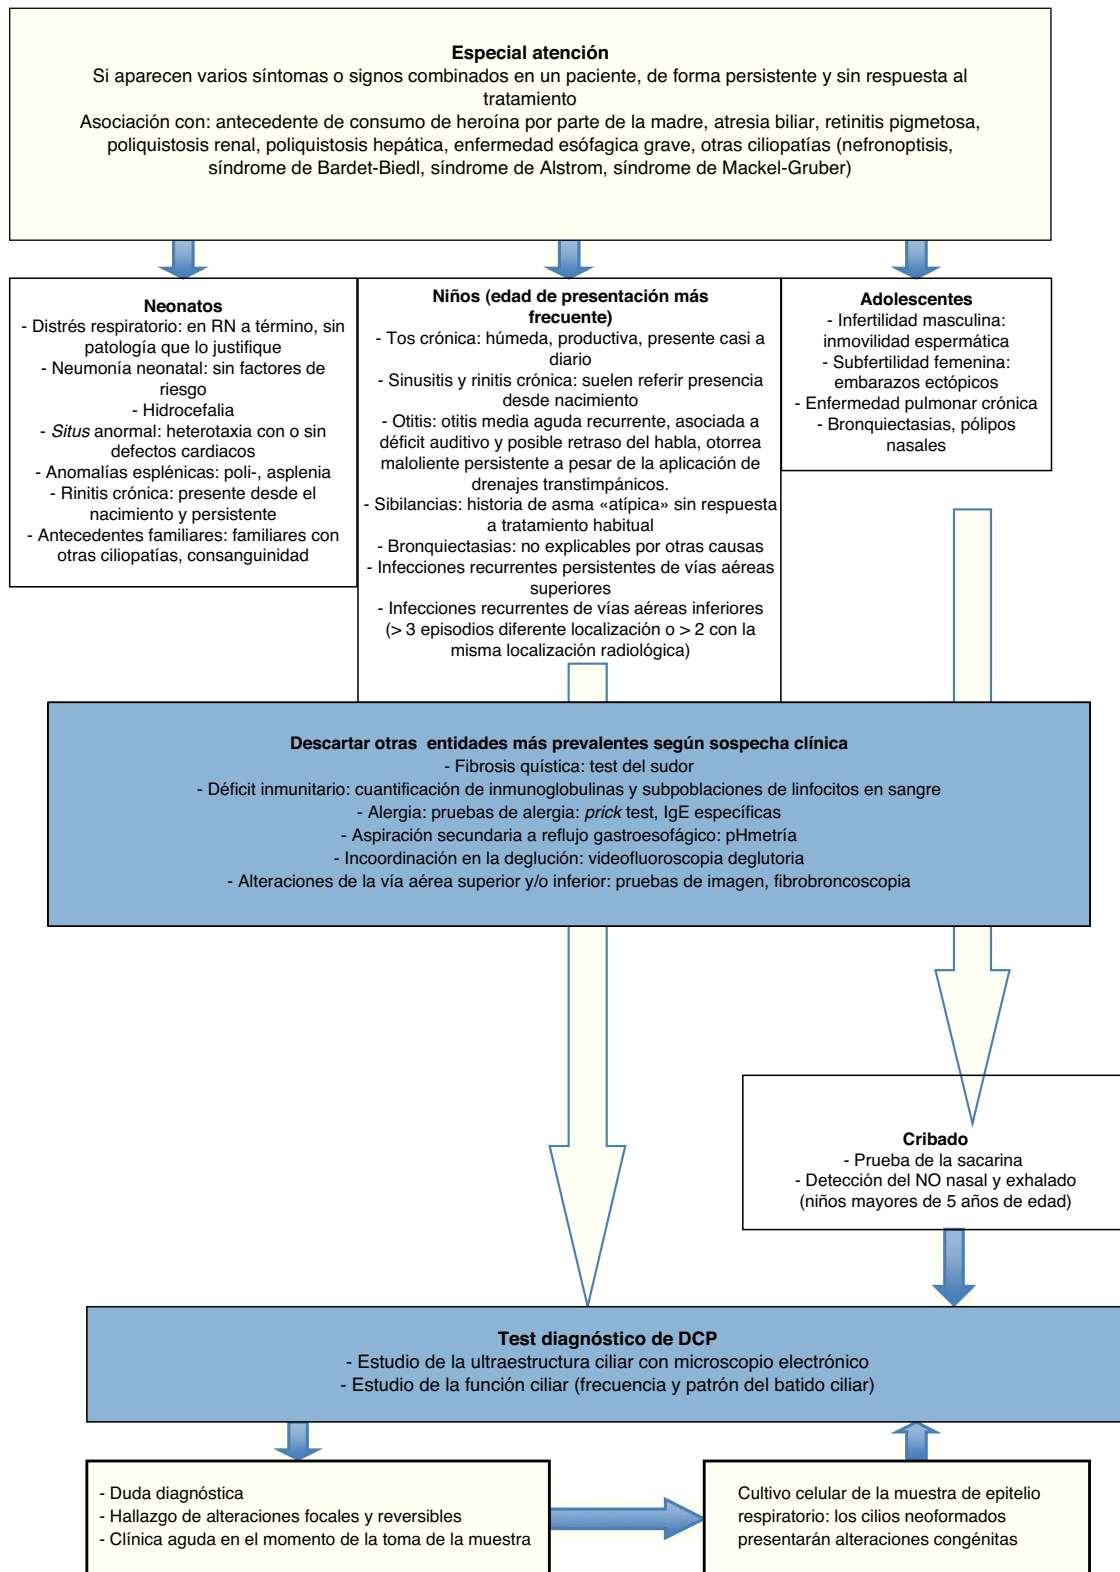 Especial atención
Si aparecen varios síntomas o signos combinados en un paciente, de forma persistente y sin respuesta al
tratamiento
Asociación con: antecedente de consumo de heroína por parte de la madre, atresia biliar, retinitis pigmetosa,
poliquistosis renal, poliquistosis hepática, enfermedad esófagica grave, otras ciliopatías (nefronoptisis,
síndrome de Bardet-Biedl, síndrome de Alstrom, síndrome de Mackel-Gruber)
Neonatos
- Distrés respiratorio: en RN a término, sin
patología que lo justifique
- Neumonía neonatal: sin factores de
riesgo
- Hidrocefalia
- Situs anormal: heterotaxia con o sin
defectos cardiacos
- Anomalías esplénicas: poli-, asplenia
- Rinitis crónica: presente desde el
nacimiento y persistente
- Antecedentes familiares: familiares con
otras ciliopatías, consanguinidad
Niños (edad de presentación más
frecuente)
- Tos crónica: húmeda, productiva, presente casi a
diario
- Sinusitis y rinitis crónica: suelen referir presencia
desde nacimiento
- Otitis: otitis media aguda recurrente, asociada a
déficit auditivo y posible retraso del habla, otorrea
maloliente persistente a pesar de la aplicación de
drenajes transtimpánicos.
- Sibilancias: historia de asma «atípica» sin respuesta
a tratamiento habitual
- Bronquiectasias: no explicables por otras causas
- Infecciones recurrentes persistentes de vías aéreas
superiores
- Infecciones recurrentes de vías aéreas inferiores
(> 3 episodios diferente localización o > 2 con la
misma localización radiológica)
Adolescentes
- Infertilidad masculina:
inmovilidad espermática
- Subfertilidad femenina:
embarazos ectópicos
- Enfermedad pulmonar crónica
- Bronquiectasias, pólipos
nasales
Descartar otras entidades más prevalentes según sospecha clínica
- Fibrosis quística: test del sudor
- Déficit inmunitario: cuantificación de inmunoglobulinas y subpoblaciones de linfocitos en sangre
- Alergia: pruebas de alergia: prick test, IgE específicas
- Aspiración secundaria a reflujo gastroesofágico: pHmetría
- Incoordinación en la deglución: videofluoroscopia deglutoria
- Alteraciones de la vía aérea superior y/o inferior: pruebas de imagen, fibrobroncoscopia
Cribado
- Prueba de la sacarina
- Detección del NO nasal y exhalado
(niños mayores de 5 años de edad)
Test diagnóstico de DCP
- Estudio de la ultraestructura ciliar con microscopio electrónico
- Estudio de la función ciliar (frecuencia y patrón del batido ciliar)
- Duda diagnóstica
- Hallazgo de alteraciones focales y reversibles
- Clínica aguda en el momento de la toma de la muestra
Cultivo celular de la muestra de epitelio
respiratorio: los cilios neoformados
presentarán alteraciones congénitas